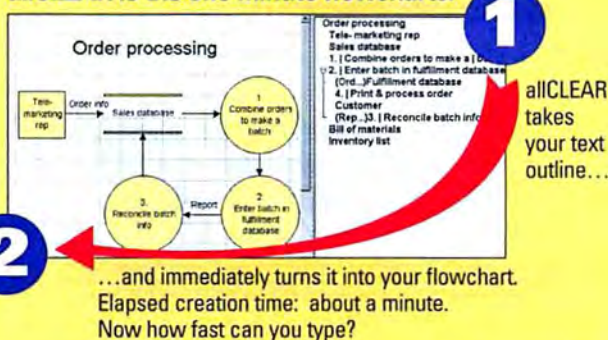 Order processing
Tele-
marketing
rep
Order info
Sales database
1.
Combine orders
to make a
batch
2.
Enter batch in
fulfillment
database
Report
3.
Reconcile batch
info
Order processing
Tele- marketing rep
Sales database
1. | Combine orders to make a |
2. | Enter batch in fulfillment database
(Ord...)Fulfillment database
4. | Print & process order
Customer
(Rep...)3. | Reconcile batch info
Bill of materials
Inventory list
1
allCLEAR
takes
your text
outline...
2
...and immediately turns it into your flowchart.
Elapsed creation time: about a minute.
Now how fast can you type?